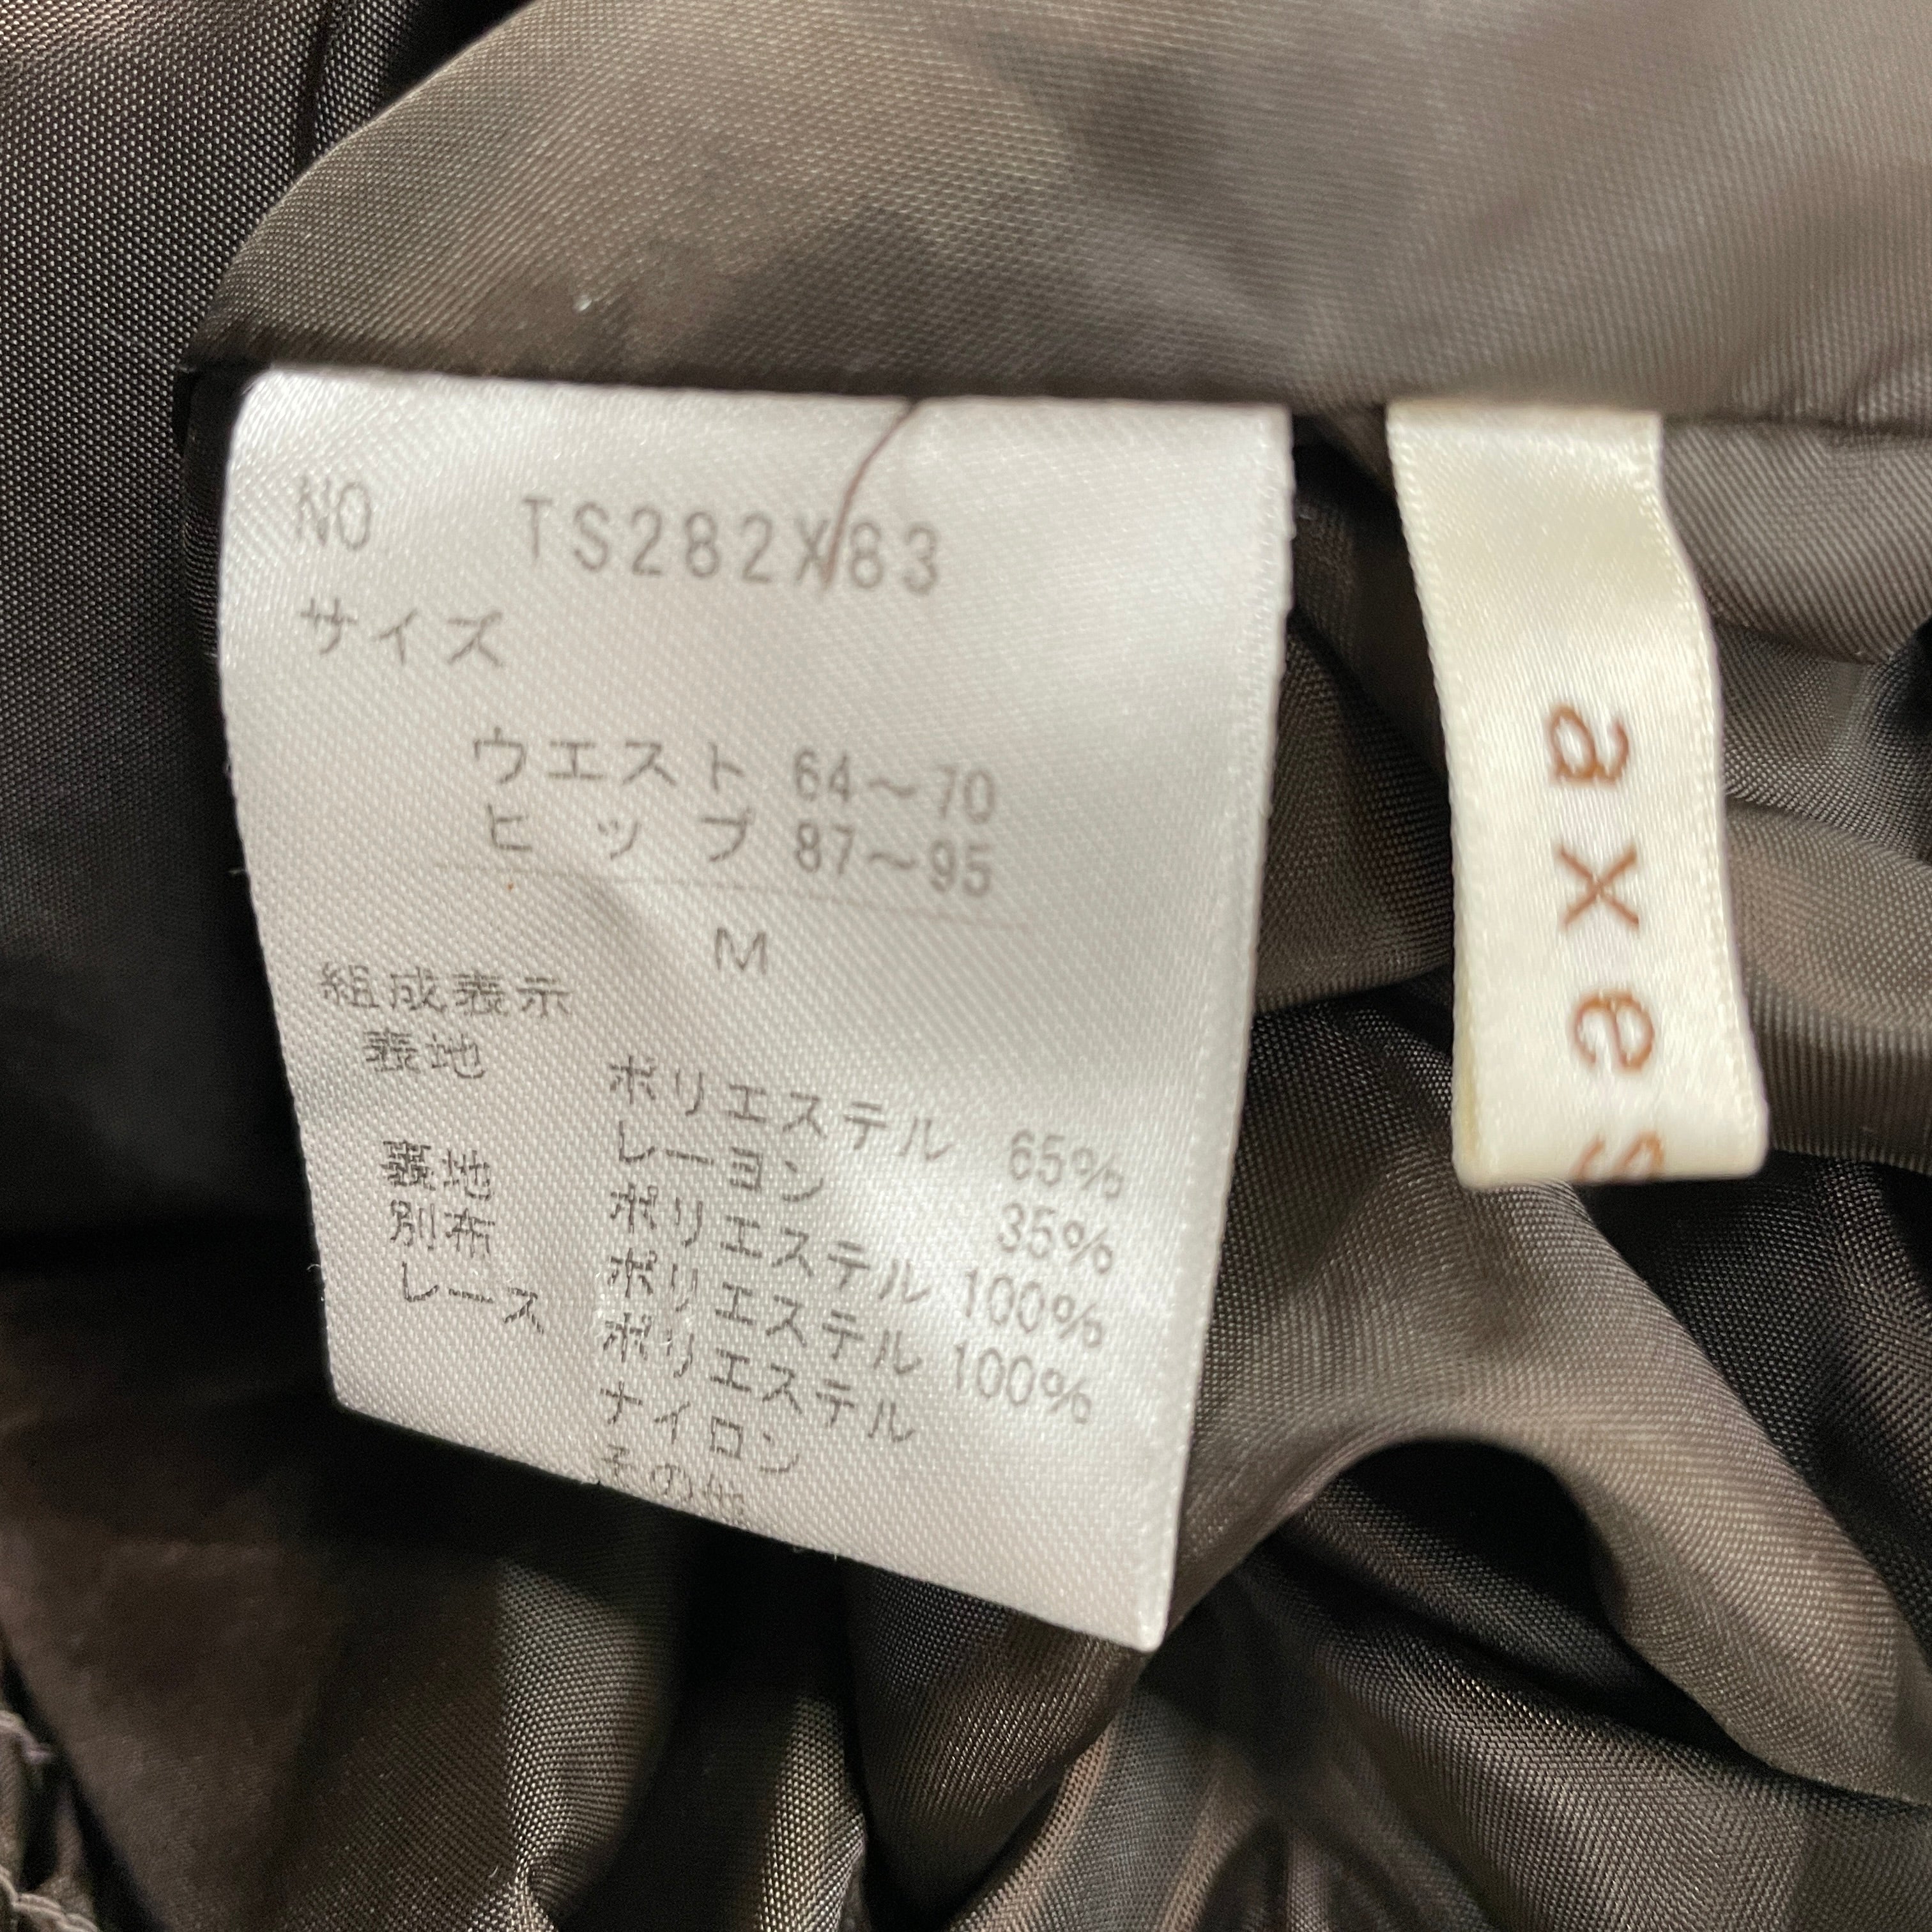 NO TS282X83
サイズ
ウエスト 64〜70
ヒップ 87〜95
M
組成表示
表地 ポリエステル 65%
レーヨン 35%
裏地 ポリエステル 100%
別布 ポリエステル 100%
レース ポリエステル
ナイロン
その他
axes